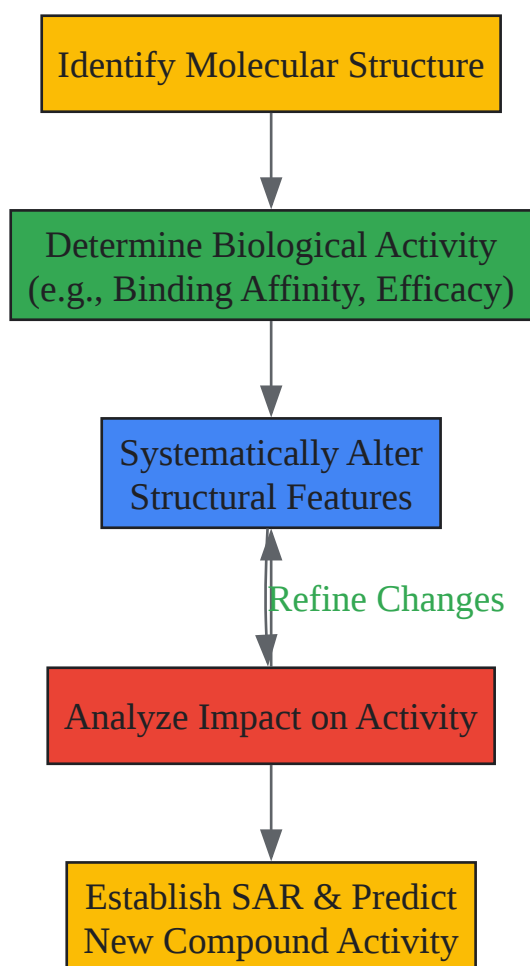 Identify Molecular Structure
Determine Biological Activity
(e.g., Binding Affinity, Efficacy)
Systematically Alter
Structural Features
Refine Changes
Analyze Impact on Activity
Establish SAR & Predict
New Compound Activity